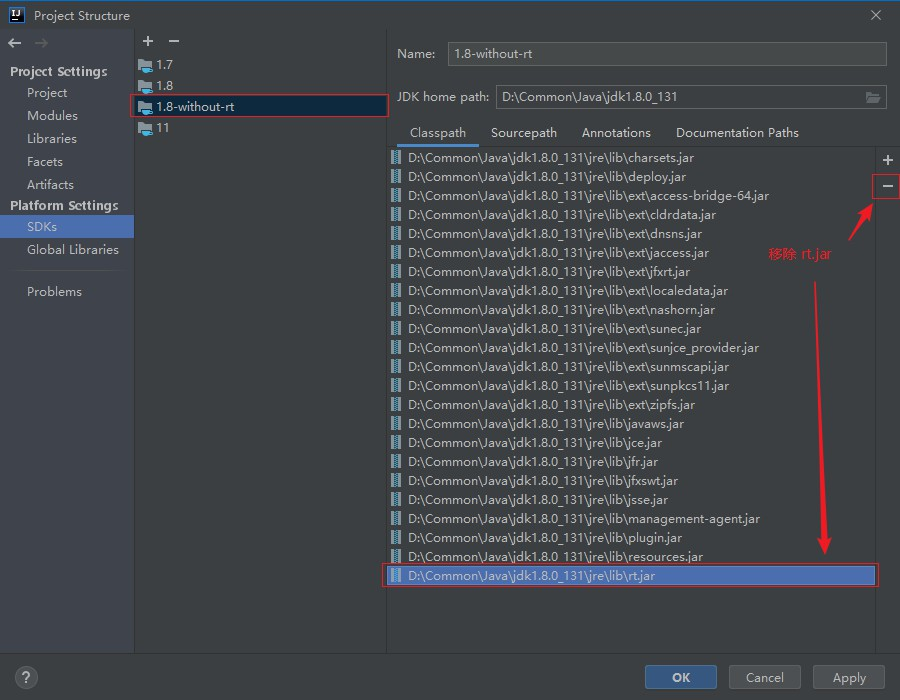 Project Structure
Project Settings
Project
Modules
Libraries
Facets
Artifacts
Platform Settings
SDKs
Global Libraries
Problems
1.7
1.8
1.8-without-rt
11
Name: 1.8-without-rt
JDK home path: D:\Common\Java\jdk1.8.0_131
Classpath Sourcepath Annotations Documentation Paths
D:\Common\Java\jdk1.8.0_131\jre\lib\charsets.jar
D:\Common\Java\jdk1.8.0_131\jre\lib\deploy.jar
D:\Common\Java\jdk1.8.0_131\jre\lib\ext\access-bridge-64.jar
D:\Common\Java\jdk1.8.0_131\jre\lib\ext\cldrdata.jar
D:\Common\Java\jdk1.8.0_131\jre\lib\ext\dnsns.jar
D:\Common\Java\jdk1.8.0_131\jre\lib\ext\jaccess.jar
D:\Common\Java\jdk1.8.0_131\jre\lib\ext\jfxrt.jar
D:\Common\Java\jdk1.8.0_131\jre\lib\ext\localedata.jar
D:\Common\Java\jdk1.8.0_131\jre\lib\ext\nashorn.jar
D:\Common\Java\jdk1.8.0_131\jre\lib\ext\sunec.jar
D:\Common\Java\jdk1.8.0_131\jre\lib\ext\sunjce_provider.jar
D:\Common\Java\jdk1.8.0_131\jre\lib\ext\sunmscapi.jar
D:\Common\Java\jdk1.8.0_131\jre\lib\ext\sunpkcs11.jar
D:\Common\Java\jdk1.8.0_131\jre\lib\ext\zipfs.jar
D:\Common\Java\jdk1.8.0_131\jre\lib\javaws.jar
D:\Common\Java\jdk1.8.0_131\jre\lib\jce.jar
D:\Common\Java\jdk1.8.0_131\jre\lib\jfr.jar
D:\Common\Java\jdk1.8.0_131\jre\lib\jfxswt.jar
D:\Common\Java\jdk1.8.0_131\jre\lib\jsse.jar
D:\Common\Java\jdk1.8.0_131\jre\lib\management-agent.jar
D:\Common\Java\jdk1.8.0_131\jre\lib\plugin.jar
D:\Common\Java\jdk1.8.0_131\jre\lib\resources.jar
D:\Common\Java\jdk1.8.0_131\jre\lib\rt.jar
移除 rt.jar
? OK Cancel Apply